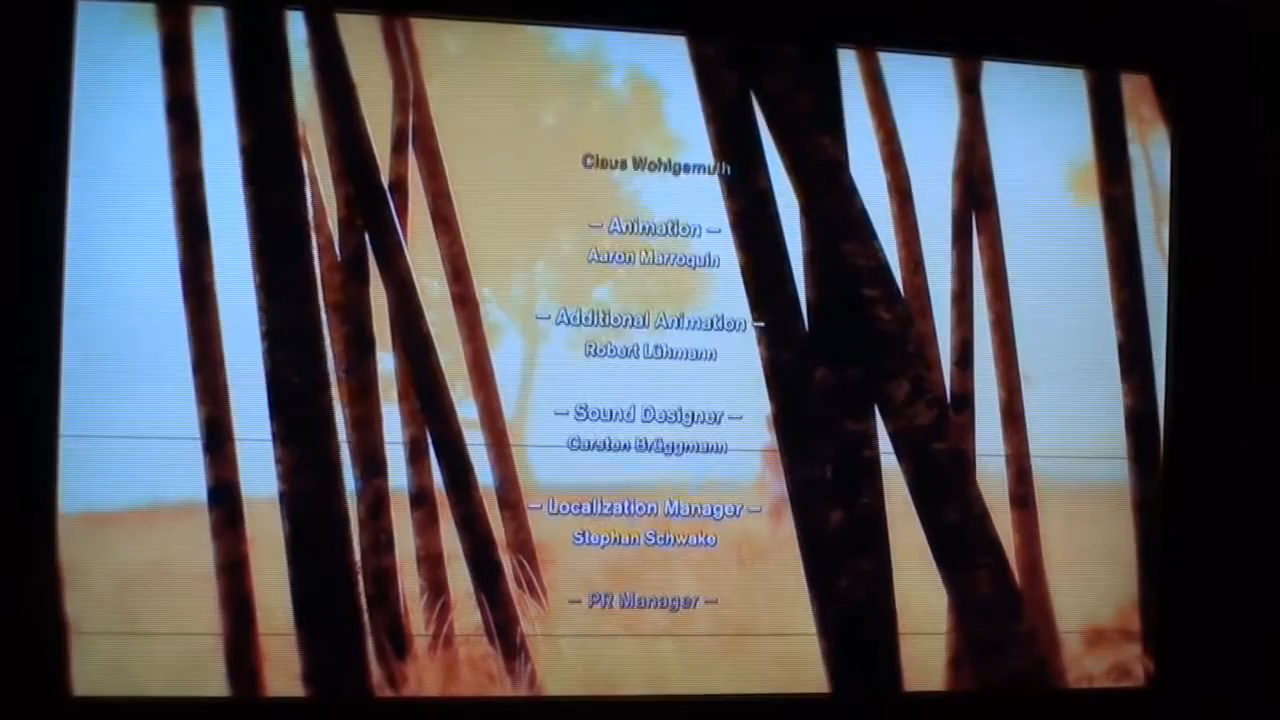 Claus Wohlgemuth
– Animation –
Aaron Marroquin
– Additional Animation –
Robert Lühmann
– Sound Designer –
Carsten Brüggmann
– Localization Manager –
Stephan Schwake
– PR Manager –